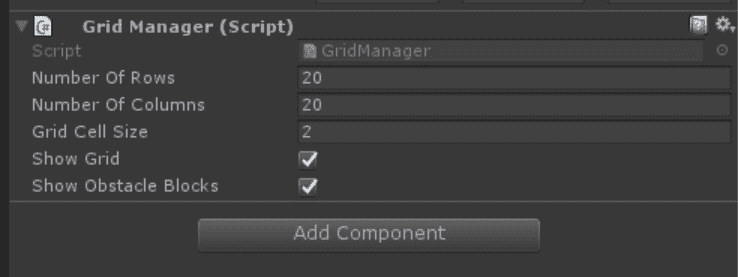 C#
Grid Manager (Script)
Script GridManager
Number Of Rows 20
Number Of Columns 20
Grid Cell Size 2
Show Grid
Show Obstacle Blocks
Add Component